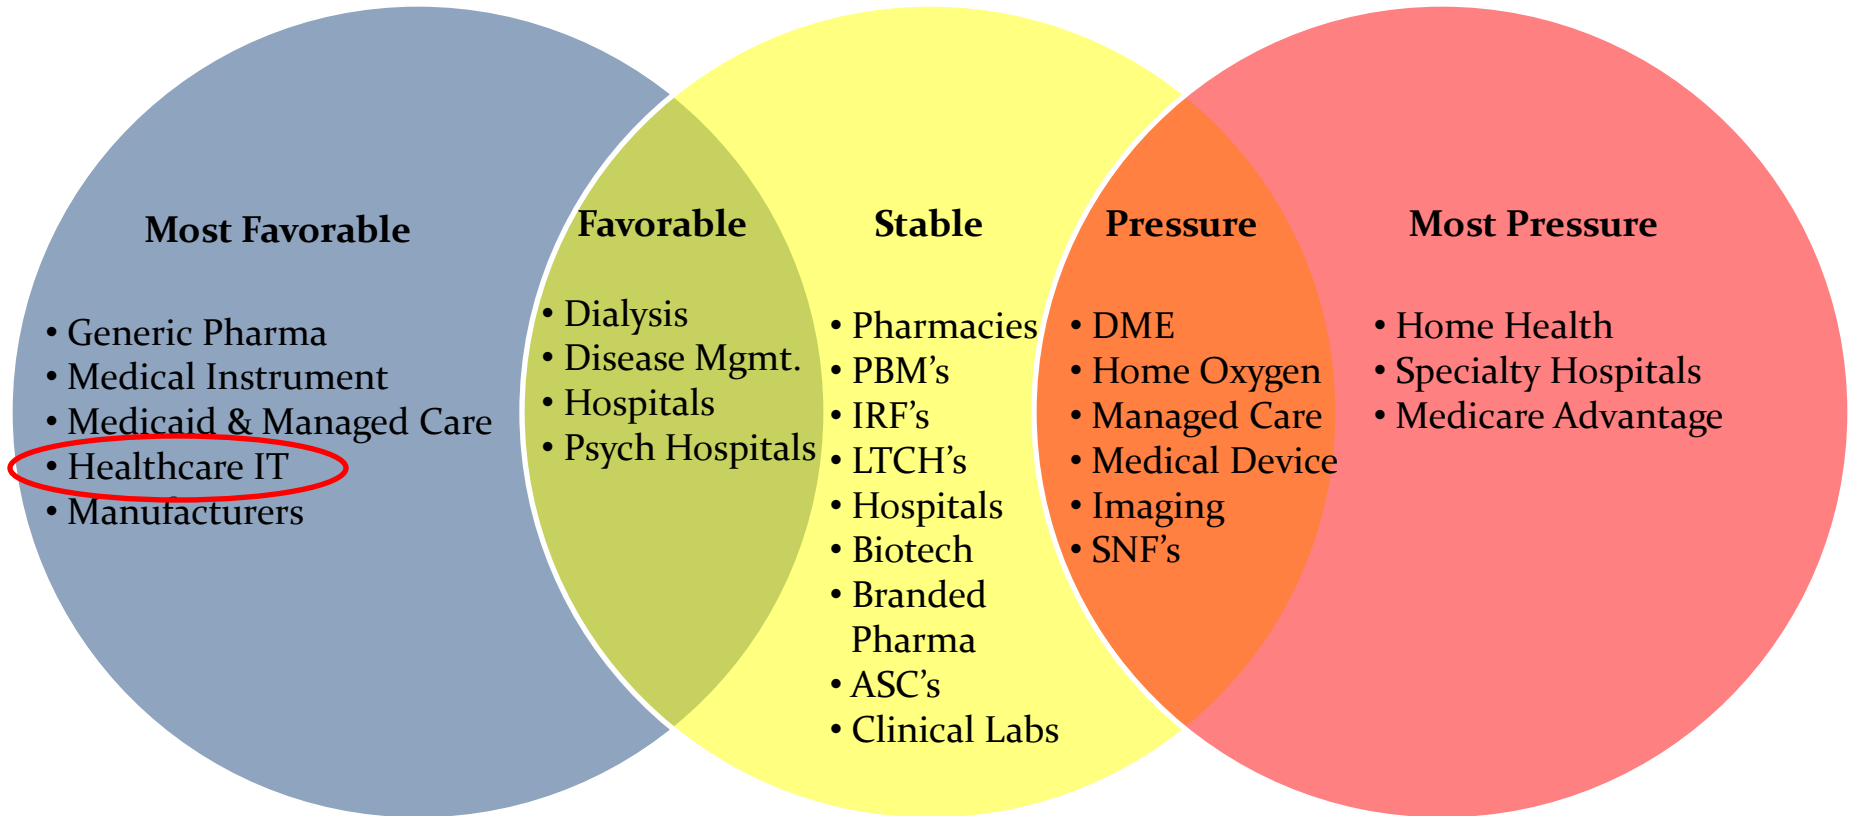 Most Favorable
• Generic Pharma
• Medical Instrument
• Medicaid & Managed Care
• Healthcare IT
• Manufacturers
Favorable
• Dialysis
• Disease Mgmt.
• Hospitals
• Psych Hospitals
Stable
• Pharmacies
• PBM’s
• IRF’s
• LTCH’s
• Hospitals
• Biotech
• Branded
Pharma
• ASC’s
• Clinical Labs
Pressure
• DME
• Home Oxygen
• Managed Care
• Medical Device
• Imaging
• SNF’s
Most Pressure
• Home Health
• Specialty Hospitals
• Medicare Advantage